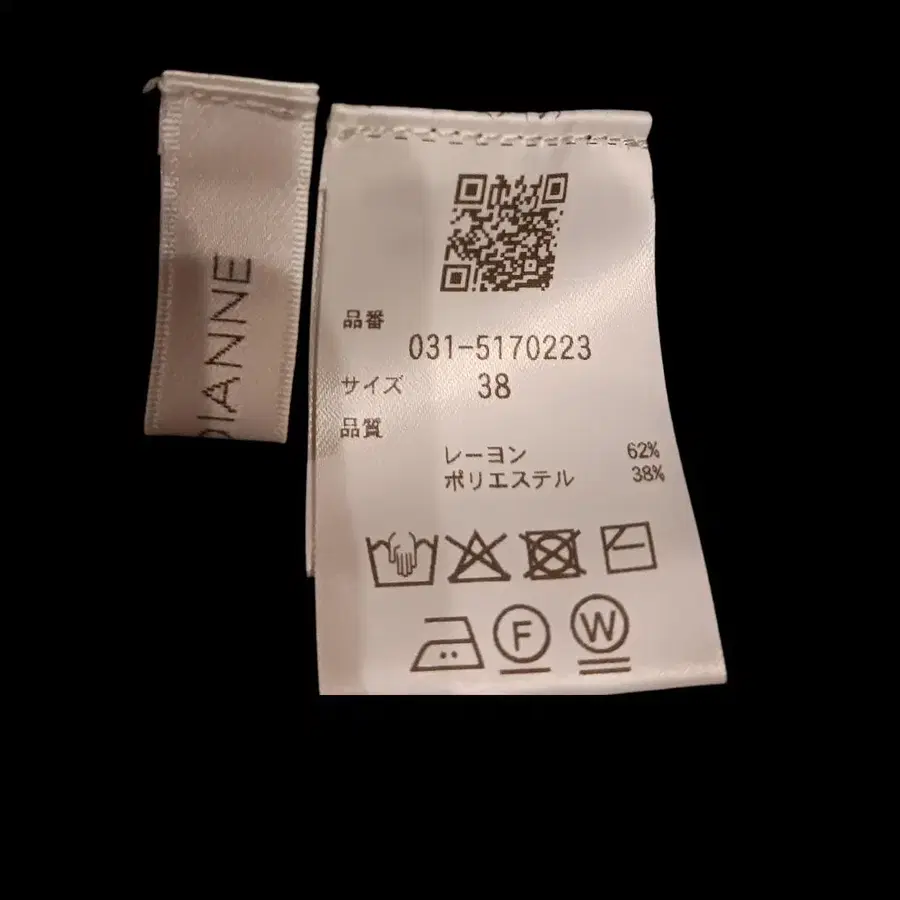 DIANNE
品番
031-5170223
サイズ 38
品質
レーヨン 62%
ポリエステル 38%
F
W